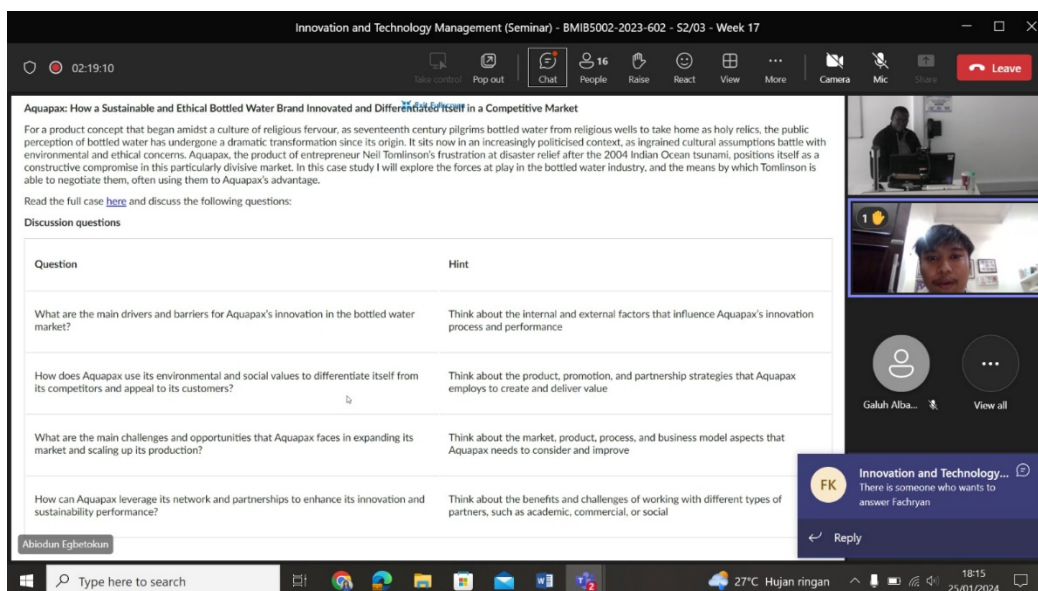 Innovation and Technology Management (Seminar) - BMIB5002-2023-602 - S2/03 - Week 17
02:19:10
Take control
Pop out
Chat
16
People
Raise
React
View
More
Camera
Mic
Share
Leave
Aquapax: How a Sustainable and Ethical Bottled Water Brand Innovated and Differentiated Itself in a Competitive Market
For a product concept that began amidst a culture of religious fervour, as seventeenth century pilgrims bottled water from religious wells to take home as holy relics, the public
perception of bottled water has undergone a dramatic transformation since its origin. It sits now in an increasingly politicised context, as ingrained cultural assumptions battle with
environmental and ethical concerns. Aquapax, the product of entrepreneur Neil Tomlinson's frustration at disaster relief after the 2004 Indian Ocean tsunami, positions itself as a
constructive compromise in this particularly divisive market. In this case study I will explore the forces at play in the bottled water industry, and the means by which Tomlinson is
able to negotiate them, often using them to Aquapax's advantage.
Read the full case here and discuss the following questions:
Discussion questions
Question
Hint
What are the main drivers and barriers for Aquapax's innovation in the bottled water
market?
Think about the internal and external factors that influence Aquapax's innovation
process and performance
How does Aquapax use its environmental and social values to differentiate itself from
its competitors and appeal to its customers?
Think about the product, promotion, and partnership strategies that Aquapax
employs to create and deliver value
What are the main challenges and opportunities that Aquapax faces in expanding its
market and scaling up its production?
Think about the market, product, process, and business model aspects that
Aquapax needs to consider and improve
How can Aquapax leverage its network and partnerships to enhance its innovation and
sustainability performance?
Think about the benefits and challenges of working with different types of
partners, such as academic, commercial, or social
Abiodun Egbetokun
1
Galuh Alba...
View all
FK
Innovation and Technology...
There is someone who wants to
answer Fachryan
Reply
Type here to search
2
27°C Hujan ringan
18:15
25/01/2024